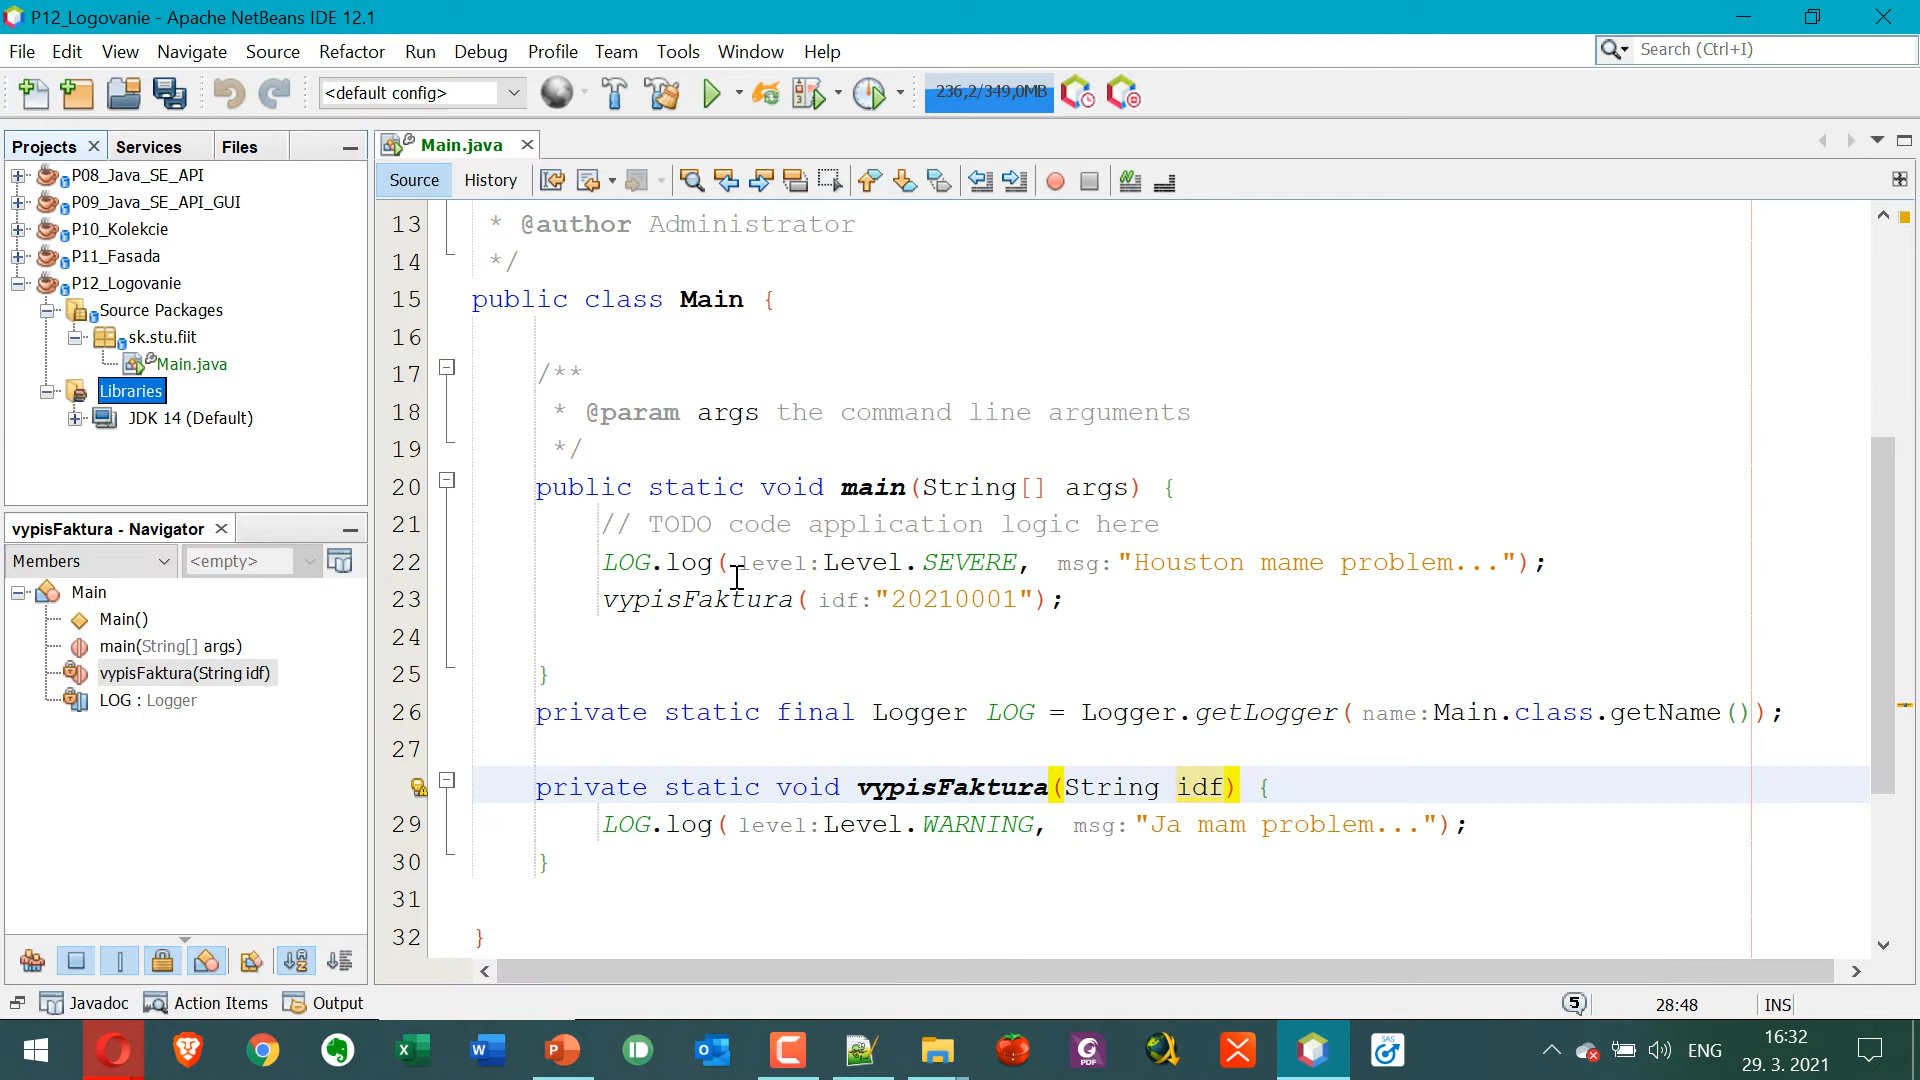 P12_Logovanie - Apache NetBeans IDE 12.1
File Edit View Navigate Source Refactor Run Debug Profile Team Tools Window Help
Search (Ctrl+I)
<default config>
236,2/349,0MB
Projects Services Files
P08_Java_SE_API
P09_Java_SE_API_GUI
P10_Kolekcie
P11_Fasada
P12_Logovanie
Source Packages
sk.stu.fiit
Main.java
Libraries
JDK 14 (Default)
vypisFaktura - Navigator
Members <empty>
Main
Main()
main(String[] args)
vypisFaktura(String idf)
LOG : Logger
Main.java
Source History
13 * @author Administrator
14 */
15 public class Main {
16
17 /**
18 * @param args the command line arguments
19 */
20 public static void main(String[] args) {
21 // TODO code application logic here
22 LOG.log( level:Level.SEVERE, msg:"Houston mame problem...");
23 vypisFaktura( idf:"20210001");
24
25 }
26 private static final Logger LOG = Logger.getLogger( name:Main.class.getName());
27
private static void vypisFaktura(String idf) {
29 LOG.log( level:Level.WARNING, msg:"Ja mam problem...");
30 }
31
32 }
Javadoc Action Items Output
5 28:48 INS
ENG
16:32
29. 3. 2021